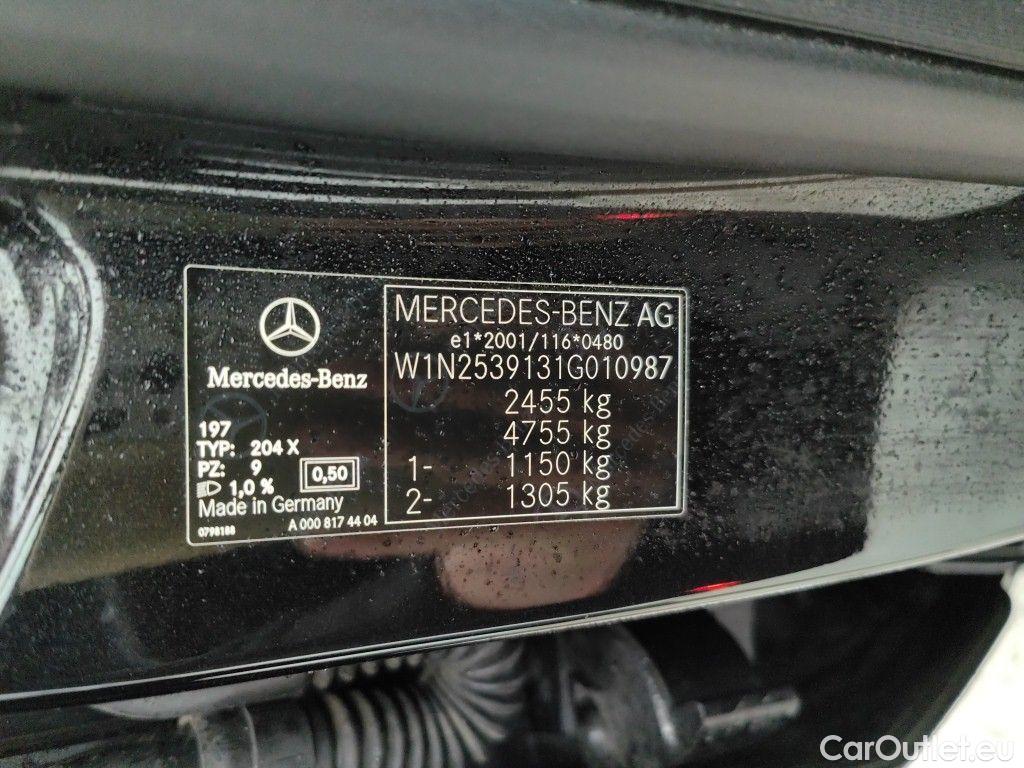 MERCEDES-BENZ AG
e1*2001/116*0480
W1N2539131G010987
2455 kg
4755 kg
1- 1150 kg
2- 1305 kg
Mercedes-Benz
197
TYP: 204 X
PZ: 9
1,0 %
0,50
Made in Germany
0798188
A 000 817 44 04
CarOutlet.eu